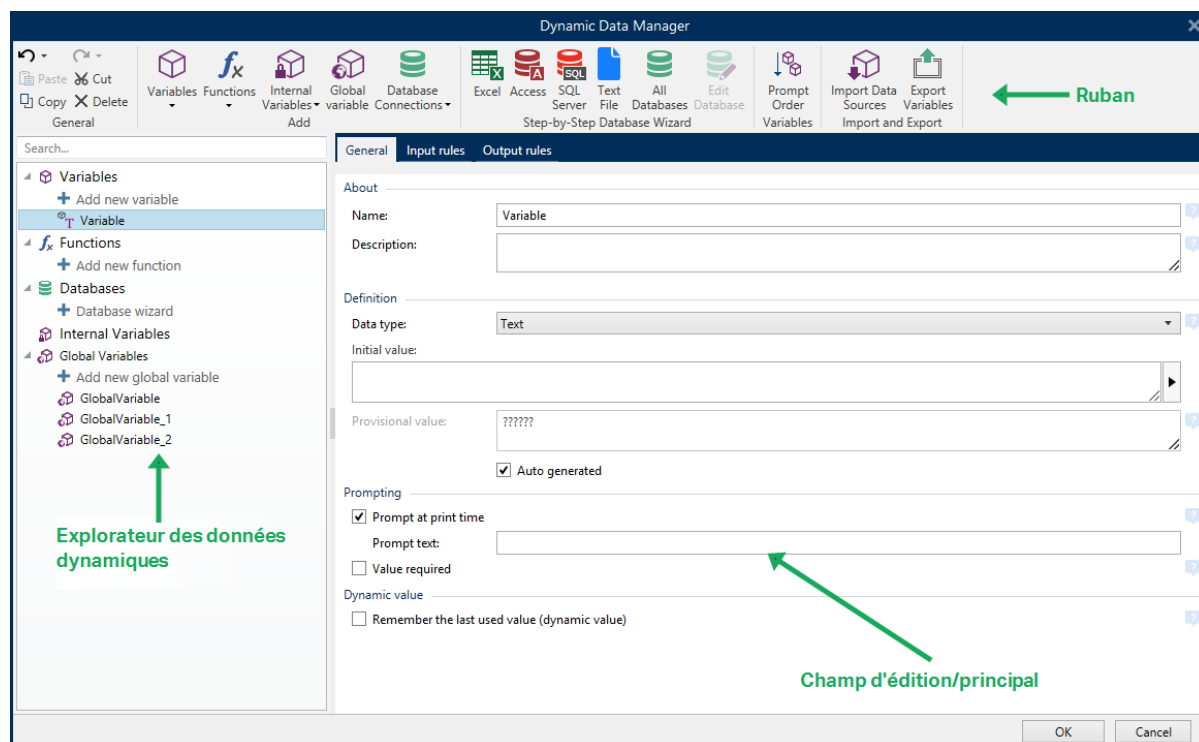 Dynamic Data Manager
Paste Cut
Copy Delete
General
Variables Functions Internal Variables Global variable Database Connections
Add
Excel Access SQL Server Text File All Databases Edit Database
Step-by-Step Database Wizard
Prompt Order
Variables
Import Data Sources Export Variables
Import and Export
Ruban
Search...
General Input rules Output rules
Variables
Add new variable
Variable
Functions
Add new function
Databases
Database wizard
Internal Variables
Global Variables
Add new global variable
GlobalVariable
GlobalVariable_1
GlobalVariable_2
Explorateur des données
dynamiques
About
Name: Variable
Description:
Definition
Data type: Text
Initial value:
Provisional value: ??????
Auto generated
Prompting
Prompt at print time
Prompt text:
Value required
Dynamic value
Remember the last used value (dynamic value)
Champ d'édition/principal
OK Cancel